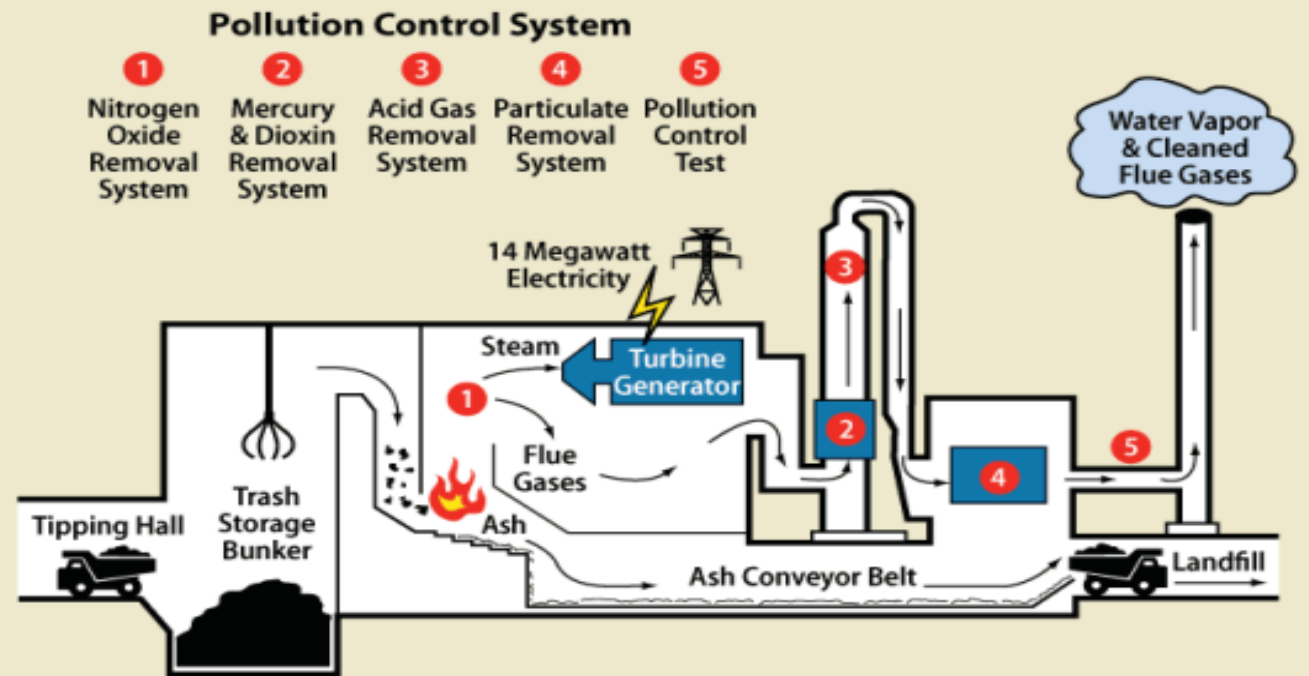 Pollution Control System
1
Nitrogen
Oxide
Removal
System
2
Mercury
& Dioxin
Removal
System
3
Acid Gas
Removal
System
4
Particulate
Removal
System
5
Pollution
Control
Test
Water Vapor
& Cleaned
Flue Gases
14 Megawatt
Electricity
3
Steam
Turbine
Generator
1
2
Flue
Gases
5
4
Tipping Hall
Trash
Storage
Bunker
Ash
Ash Conveyor Belt
Landfill